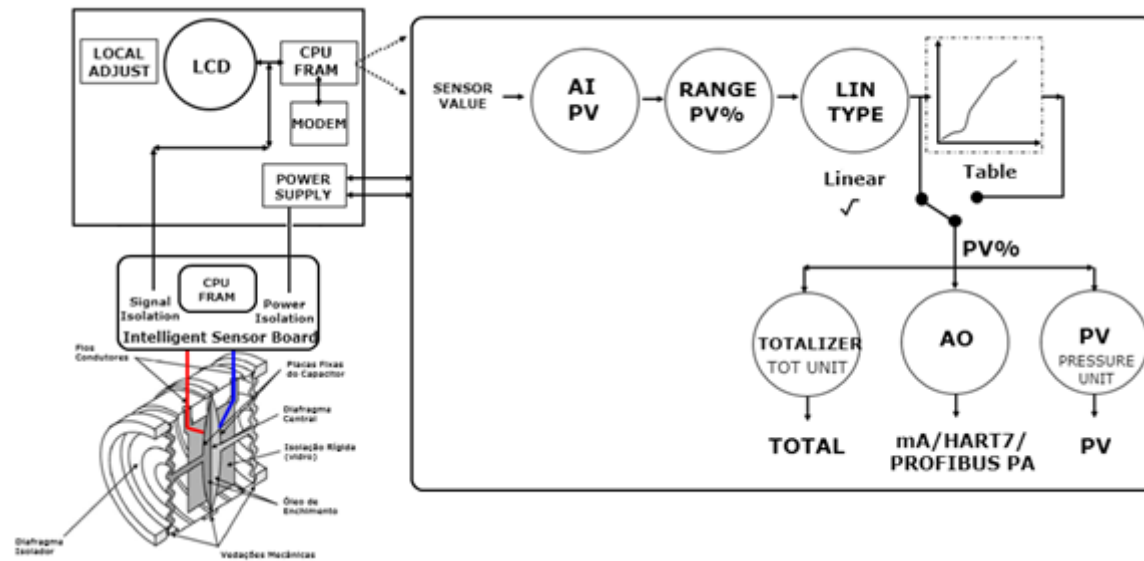 LOCAL
ADJUST
LCD
CPU
FRAM
MODEM
POWER
SUPPLY
CPU
FRAM
Signal
Isolation
Power
Isolation
Intelligent Sensor Board
Fios
Condutores
Placas Fixas
do Capacitor
Diafragma
Central
Isolação Rígida
(vidro)
Óleo de
Enchimento
Diafragma
Isolador
Vedações Mecânicas
SENSOR
VALUE
AI
PV
RANGE
PV%
LIN
TYPE
Linear
√
Table
PV%
TOTALIZER
TOT UNIT
AO
PV
PRESSURE
UNIT
TOTAL
mA/HART7/
PROFIBUS PA
PV